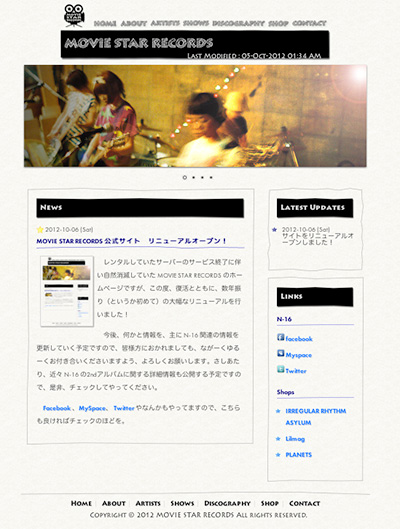 MOVIE STAR RECORDS
HOME ABOUT ARTISTS SHOWS DISCOGRAPHY SHOP CONTACT
MOVIE STAR RECORDS
Last Modified : 05-Oct-2012 01:34 AM
News
2012-10-06 (Sat)
MOVIE STAR RECORDS 公式サイト　リニューアルオープン！
レンタルしていたサーバーのサービス終了に伴
い自然消滅していた MOVIE STAR RECORDS のホー
ムページですが、この度、復活とともに、数年振
り（というか初めて）の大幅なリニューアルを行
いました！
今後、何かと情報を、主に N-16 関連の情報を
更新していく予定ですので、皆様方におかれましても、ながーくゆる
ーくお付き合いくださいますよう、よろしくお願いします。さしあた
り、近々 N-16 の2ndアルバムに関する詳細情報も公開する予定ですの
で、是非、チェックしてやってください。
Facebook、MySpace、Twitterやなんかもやってますので、こちら
も良ければチェックのほどを。
Latest Updates
2012-10-06 (Sat)
サイトをリニューアルオ
ープンしました！
Links
N-16
facebook
Myspace
Twitter
Shops
IRREGULAR RHYTHM
ASYLUM
Lilmag
PLANETS
Home About Artists Shows Discography Shop Contact
Copyright © 2012 MOVIE STAR RECORDS All rights reserved.